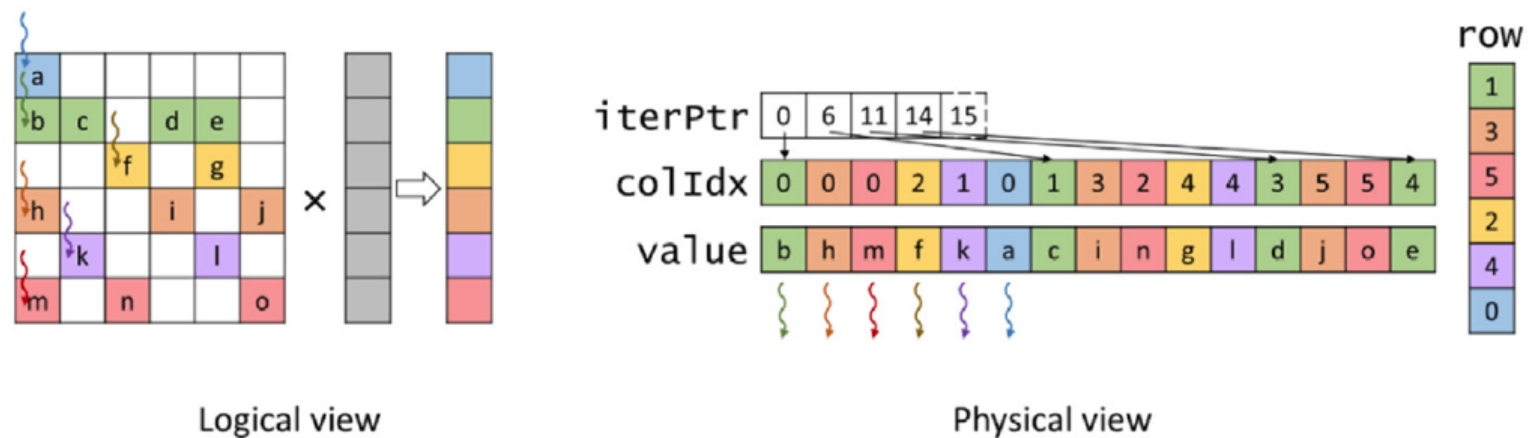 a
b c d e
f g
h i j
k l
m n o
×
iterPtr 0 6 11 14 15
colIdx 0 0 0 2 1 0 1 3 2 4 4 3 5 5 4
value b h m f k a c i n g l d j o e
row
1
3
5
2
4
0
Logical view
Physical view